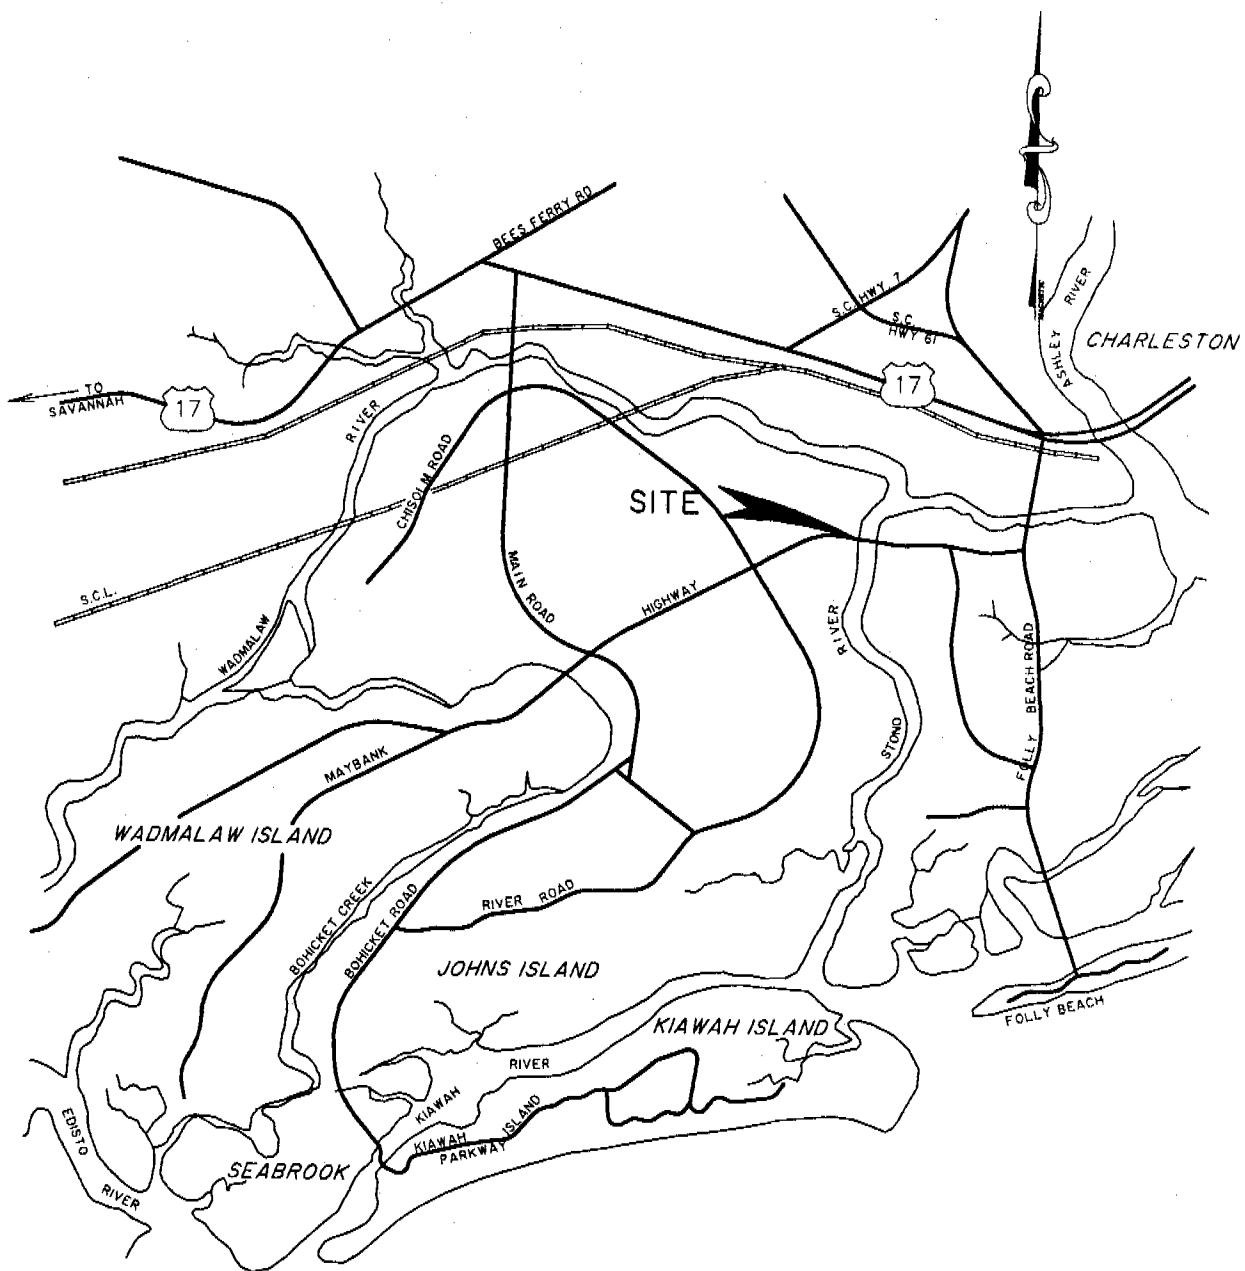 BEES FERRY RD
S.C. HWY. 7
S.C.
HWY 61
RIVER
ASHLEY
CHARLESTON
TO
SAVANNAH
17
17
RIVER
CHISOLM ROAD
SITE
S.C.L.
MAIN ROAD
HIGHWAY
WADMALAW
RIVER
STONO
FOLLY BEACH ROAD
MAYBANK
WADMALAW ISLAND
BOHICKET CREEK
BOHICKET ROAD
RIVER ROAD
JOHNS ISLAND
KIAWAH ISLAND
FOLLY BEACH
RIVER
KIAWAH
EDISTO
RIVER
KIAWAH ISLAND
PARKWAY
SEABROOK